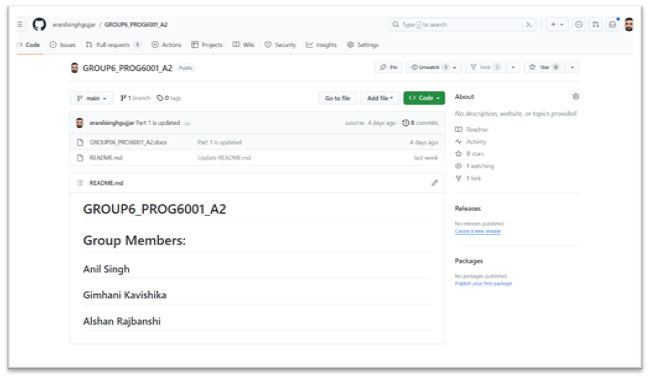 eranilsinghgujjar / GROUP6_PROG6001_A2
Type / to search
Code Issues Pull requests Actions Projects Wiki Security Insights Settings
GROUP6_PROG6001_A2 Public
Pin Unwatch 1 Fork 1 Star 0
main 1 branch 0 tags Go to file Add file Code
eranilsinghgujjar Part 1 is updated ... 4 days ago 8 commits
GROUP06_PROG6001_A2.docx Part 1 is updated 4 days ago
README.md Update README.md last week
README.md
GROUP6_PROG6001_A2
Group Members:
Anil Singh
Gimhani Kavishika
Alshan Rajbanshi
About
No description, website, or topics provided.
Readme
Activity
0 stars
1 watching
1 fork
Releases
No releases published
Create a new release
Packages
No packages published
Publish your first package